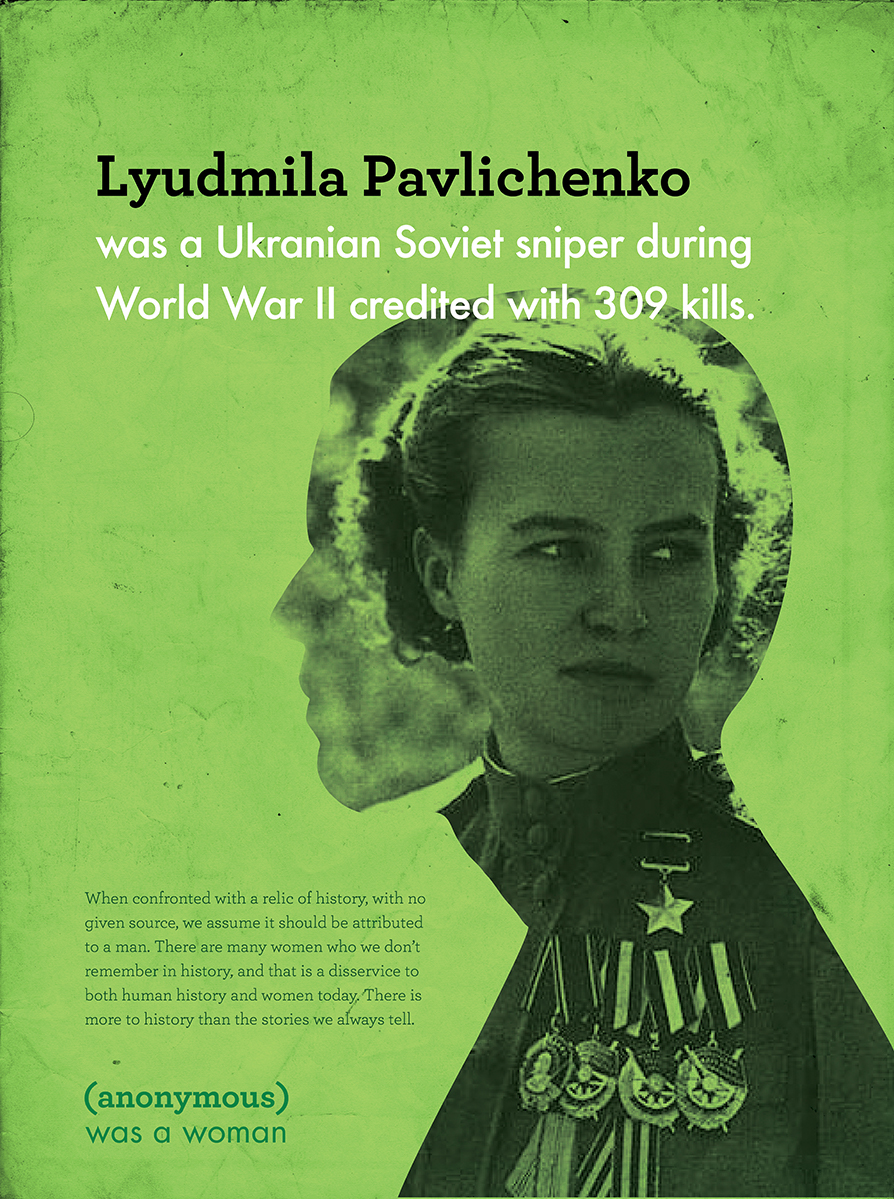 Lyudmila Pavlichenko
was a Ukranian Soviet sniper during
World War II credited with 309 kills.
When confronted with a relic of history, with no
given source, we assume it should be attributed
to a man. There are many women who we don't
remember in history, and that is a disservice to
both human history and women today. There is
more to history than the stories we always tell.
(anonymous)
was a woman